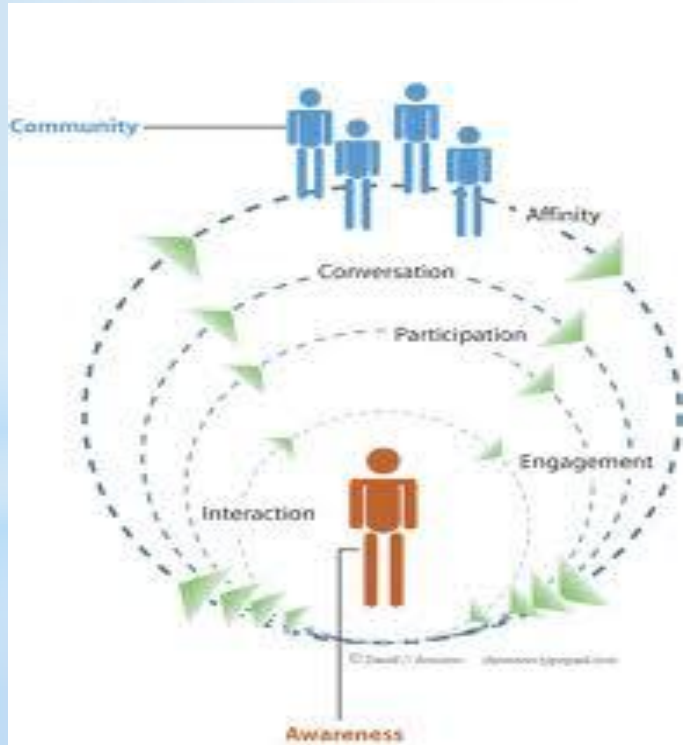 Community
Affinity
Conversation
Participation
Engagement
Interaction
©
Awareness